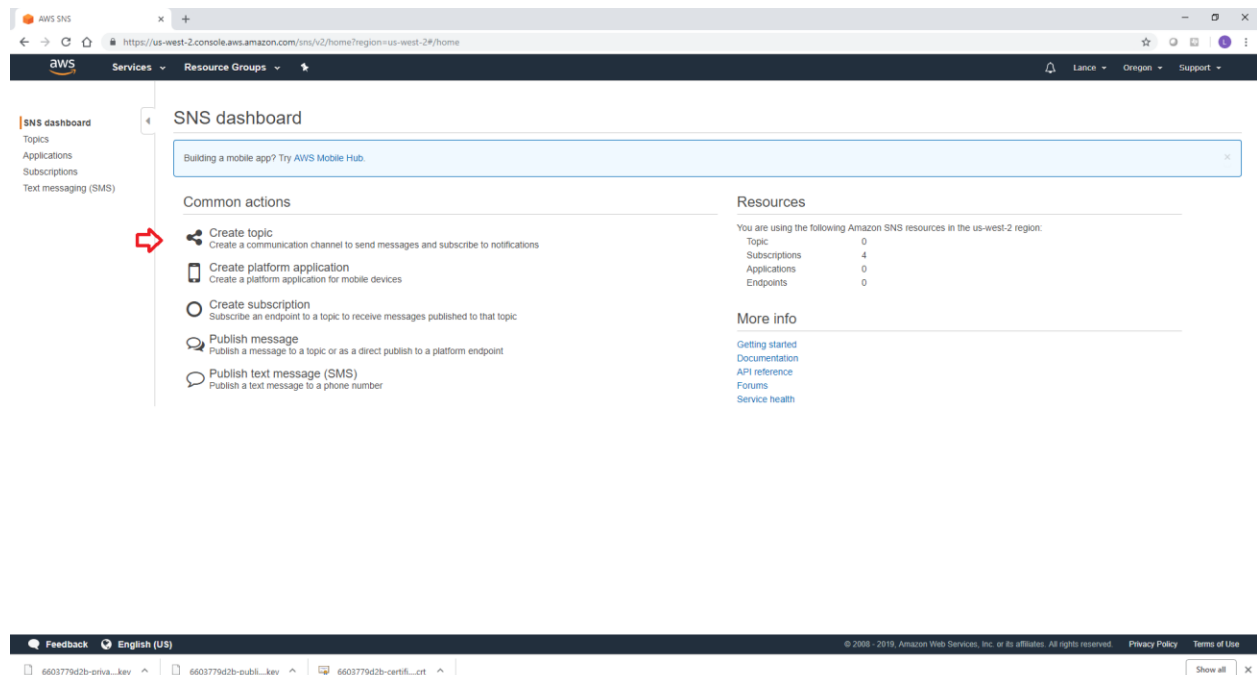 AWS SNS
https://us-west-2.console.aws.amazon.com/sns/v2/home?region=us-west-2#/home
L
aws Services Resource Groups Lance Oregon Support
SNS dashboard
Topics
Applications
Subscriptions
Text messaging (SMS)
SNS dashboard
Building a mobile app? Try AWS Mobile Hub.
Common actions
Create topic
Create a communication channel to send messages and subscribe to notifications
Create platform application
Create a platform application for mobile devices
Create subscription
Subscribe an endpoint to a topic to receive messages published to that topic
Publish message
Publish a message to a topic or as a direct publish to a platform endpoint
Publish text message (SMS)
Publish a text message to a phone number
Resources
You are using the following Amazon SNS resources in the us-west-2 region:
Topic 0
Subscriptions 4
Applications 0
Endpoints 0
More info
Getting started
Documentation
API reference
Forums
Service health
Feedback English (US) © 2008 - 2019, Amazon Web Services, Inc. or its affiliates. All rights reserved. Privacy Policy Terms of Use
6603779d2b-priva....key 6603779d2b-publi....key 6603779d2b-certifi....crt Show all